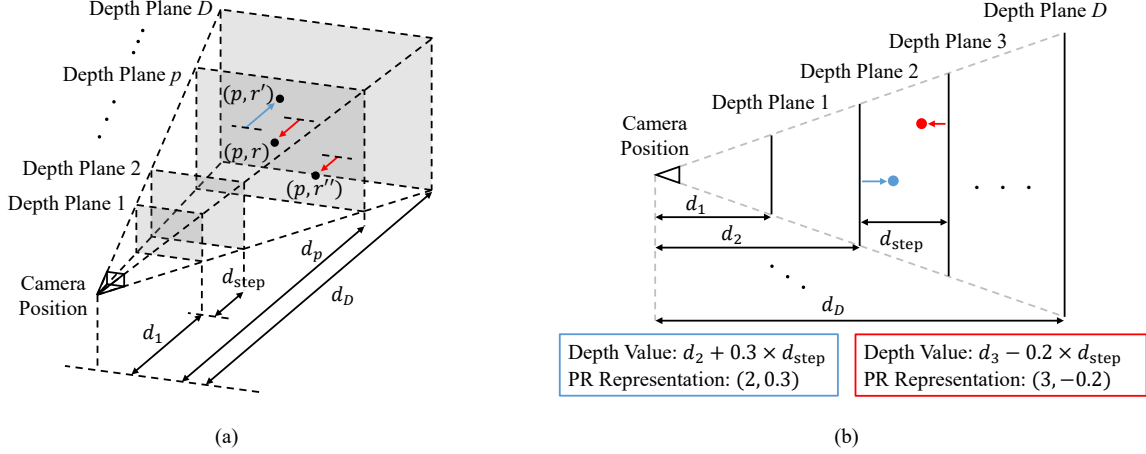 Depth Plane D
Depth Plane p
Depth Plane 2
Depth Plane 1
(p, r′)
(p, r)
(p, r′′)
Camera
Position
d_1
d_step
d_p
d_D
(a)
Depth Plane D
Depth Plane 3
Depth Plane 2
Depth Plane 1
Camera
Position
d_1
d_2
d_step
d_D
Depth Value: d_2 + 0.3 × d_step
PR Representation: (2, 0.3)
Depth Value: d_3 − 0.2 × d_step
PR Representation: (3, −0.2)
(b)